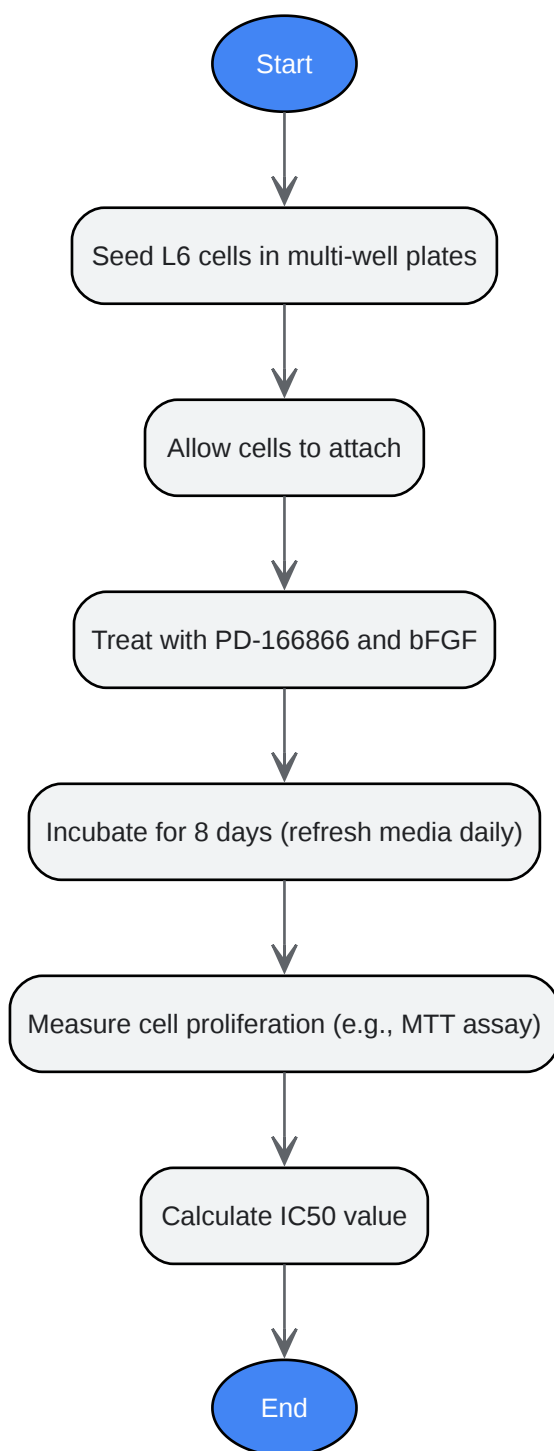 Start
Seed L6 cells in multi-well plates
Allow cells to attach
Treat with PD-166866 and bFGF
Incubate for 8 days (refresh media daily)
Measure cell proliferation (e.g., MTT assay)
Calculate IC50 value
End